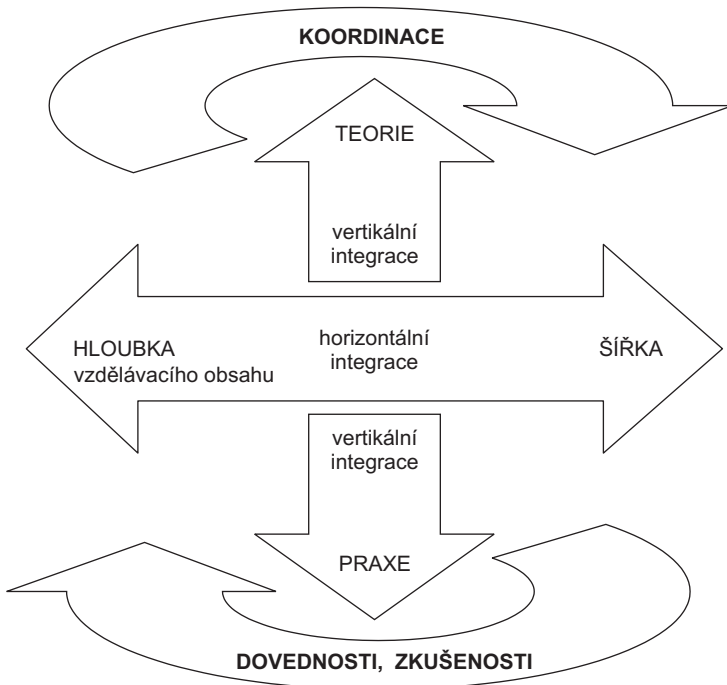 KOORDINACE
TEORIE
vertikální
integrace
HLOUBKA
vzdělávacího obsahu
horizontální
integrace
ŠÍŘKA
vertikální
integrace
PRAXE
DOVEDNOSTI, ZKUŠENOSTI